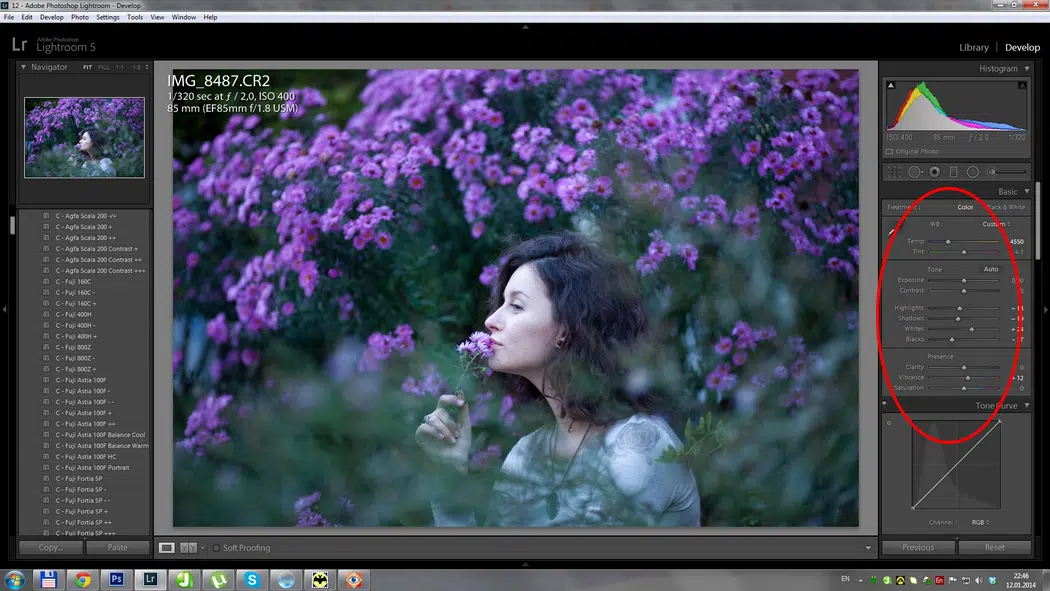 12 - Adobe Photoshop Lightroom - Develop
File Edit Develop Photo Settings Tools View Window Help
Lr Adobe Photoshop
Lightroom 5
Library | Develop
Navigator FIT FILL 1:1 1:8
IMG_8487.CR2
1/320 sec at ƒ / 2,0, ISO 400
85 mm (EF85mm f/1.8 USM)
C - Agfa Scala 200 -/+
C - Agfa Scala 200 +
C - Agfa Scala 200 ++
C - Agfa Scala 200 Contrast +
C - Agfa Scala 200 Contrast ++
C - Agfa Scala 200 Contrast +++
C - Fuji 160C
C - Fuji 160C -
C - Fuji 160C +
C - Fuji 400H
C - Fuji 400H -
C - Fuji 400H +
C - Fuji 800Z
C - Fuji 800Z -
C - Fuji 800Z +
C - Fuji Astia 100F
C - Fuji Astia 100F -
C - Fuji Astia 100F --
C - Fuji Astia 100F +
C - Fuji Astia 100F ++
C - Fuji Astia 100F Balance Cool
C - Fuji Astia 100F Balance Warm
C - Fuji Astia 100F HC
C - Fuji Astia 100F Portrait
C - Fuji Fortia SP
C - Fuji Fortia SP -
C - Fuji Fortia SP --
C - Fuji Fortia SP +
C - Fuji Fortia SP ++
C - Fuji Fortia SP +++
Copy... Paste
Soft Proofing
Histogram
ISO 400 85 mm ƒ / 2,0 1/320
Original Photo
Basic
Treatment : Color Black & White
WB : Custom
Temp 4550
Tint + 1
Tone Auto
Exposure
Contrast 0
Highlights
Shadows
Whites
Blacks
Presence
Clarity 0
Vibrance + 12
Saturation 0
Tone Curve
Channel : RGB
Previous Reset
Ps Lr S
EN En 22:46
12.01.2014